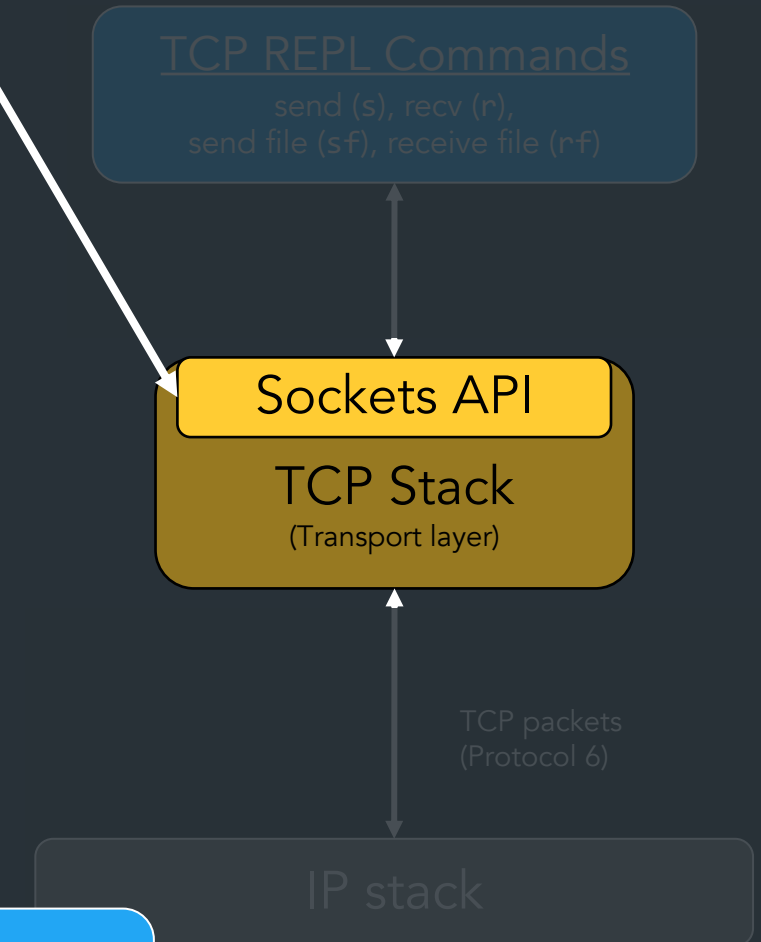 TCP REPL Commands
send (s), recv (r),
send file (sf), receive file (rf)
Sockets API
TCP Stack
(Transport layer)
TCP packets
(Protocol 6)
IP stack